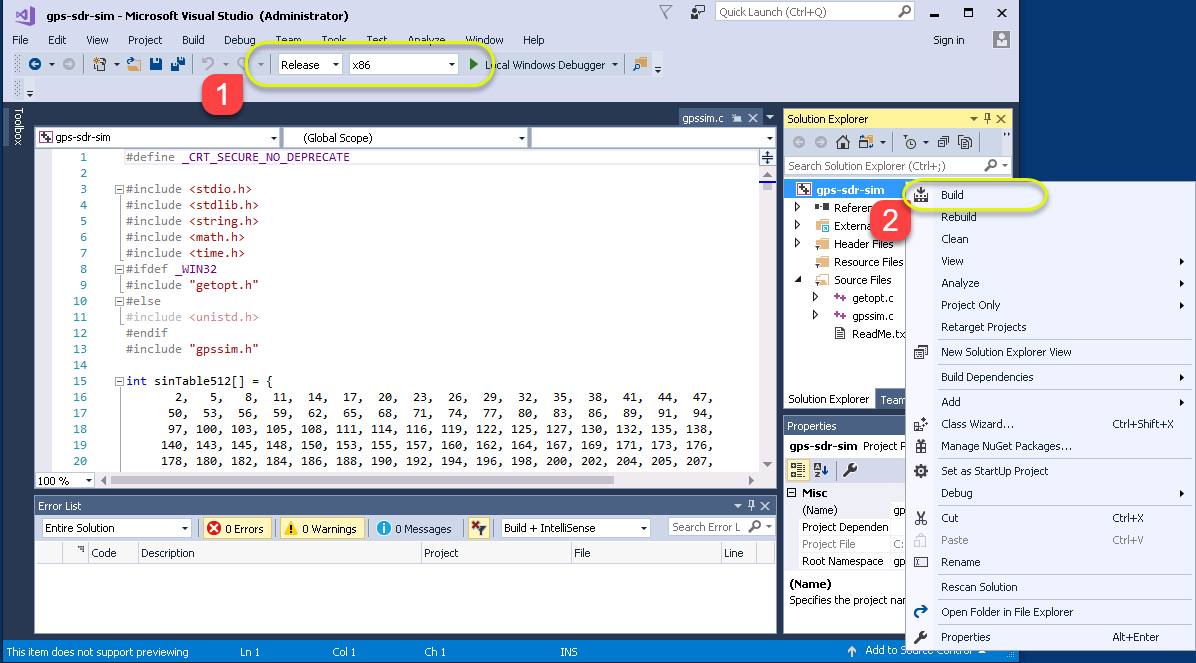 gps-sdr-sim - Microsoft Visual Studio (Administrator)
Quick Launch (Ctrl+Q)
File Edit View Project Build Debug Team Tools Test Analyze Window Help
Sign in
Release x86 Local Windows Debugger
1
Toolbox
gpssim.c
gps-sdr-sim (Global Scope)
1 #define _CRT_SECURE_NO_DEPRECATE
2
3 #include <stdio.h>
4 #include <stdlib.h>
5 #include <string.h>
6 #include <math.h>
7 #include <time.h>
8 #ifdef _WIN32
9 #include "getopt.h"
10 #else
11 #include <unistd.h>
12 #endif
13 #include "gpssim.h"
14
15 int sinTable512[] = {
16 2, 5, 8, 11, 14, 17, 20, 23, 26, 29, 32, 35, 38, 41, 44, 47,
17 50, 53, 56, 59, 62, 65, 68, 71, 74, 77, 80, 83, 86, 89, 91, 94,
18 97, 100, 103, 105, 108, 111, 114, 116, 119, 122, 125, 127, 130, 132, 135, 138,
19 140, 143, 145, 148, 150, 153, 155, 157, 160, 162, 164, 167, 169, 171, 173, 176,
20 178, 180, 182, 184, 186, 188, 190, 192, 194, 196, 198, 200, 202, 204, 205, 207,
100 %
Error List
Entire Solution 0 Errors 0 Warnings 0 Messages Build + IntelliSense Search Error L
Code Description Project File Line
Solution Explorer
Search Solution Explorer (Ctrl+;)
gps-sdr-sim
Referen
Externa
Header Files
Resource Files
Source Files
getopt.c
gpssim.c
ReadMe.tx
2
Solution Explorer Team
Properties
gps-sdr-sim Project P
Misc
(Name) gp
Project Dependen
Project File C:
Root Namespace gp
(Name)
Specifies the project nam
Build
Rebuild
Clean
View
Analyze
Project Only
Retarget Projects
New Solution Explorer View
Build Dependencies
Add
Class Wizard... Ctrl+Shift+X
Manage NuGet Packages...
Set as StartUp Project
Debug
Cut Ctrl+X
Paste Ctrl+V
Rename
Rescan Solution
Open Folder in File Explorer
Properties Alt+Enter
This item does not support previewing Ln 1 Col 1 Ch 1 INS Add to Source Control